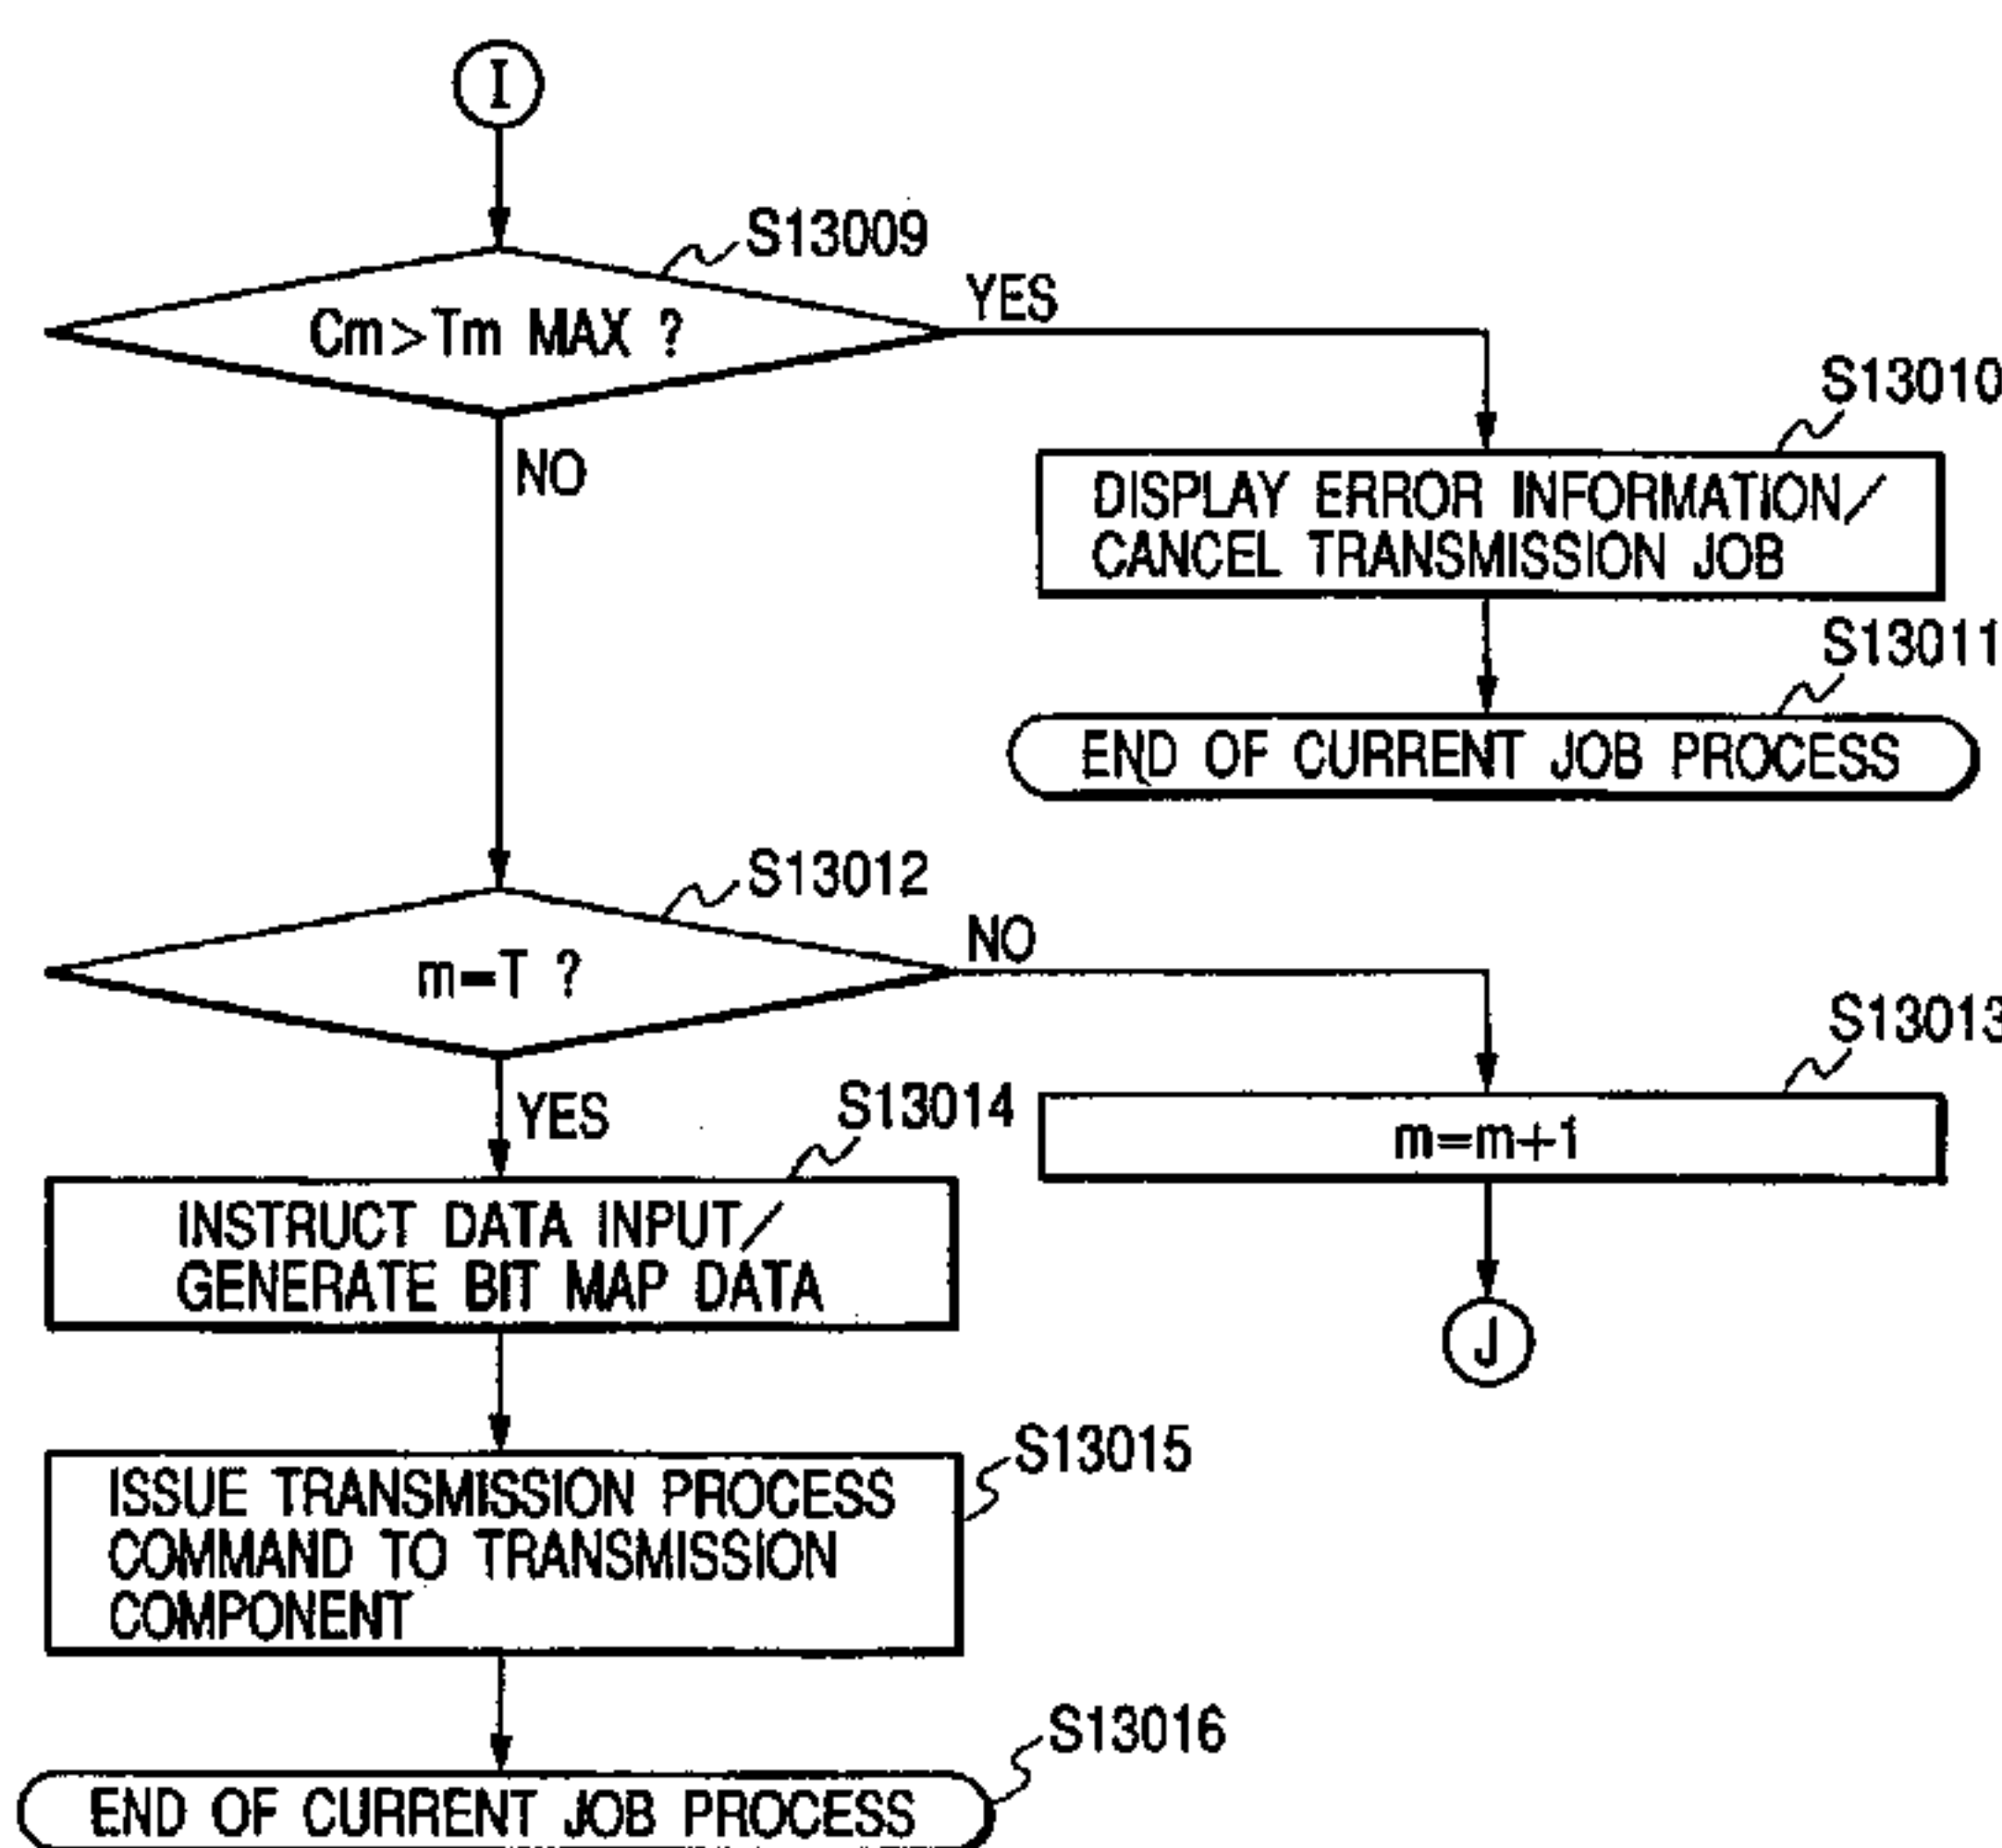 I
S13009
Cm>Tm MAX ?
YES
NO
S13010
DISPLAY ERROR INFORMATION/
CANCEL TRANSMISSION JOB
S13011
END OF CURRENT JOB PROCESS
S13012
m=T ?
NO
YES
S13013
m=m+1
J
S13014
INSTRUCT DATA INPUT/
GENERATE BIT MAP DATA
S13015
ISSUE TRANSMISSION PROCESS
COMMAND TO TRANSMISSION
COMPONENT
S13016
END OF CURRENT JOB PROCESS